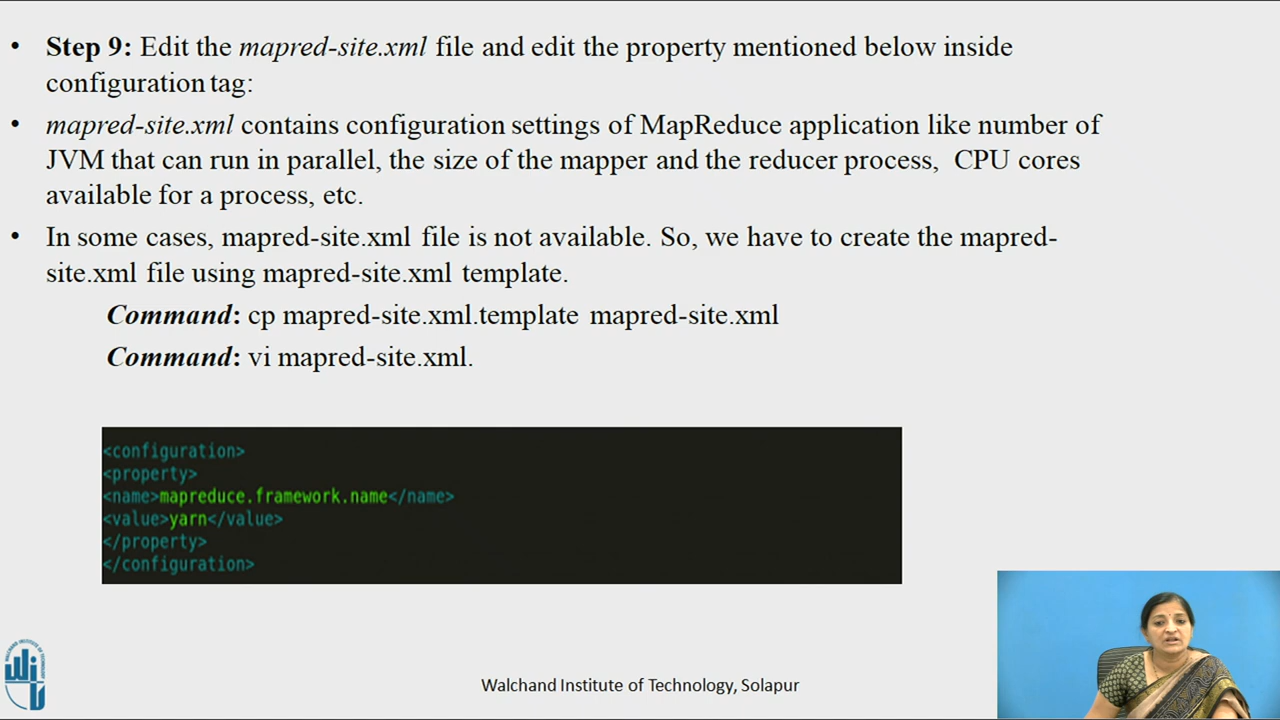 • Step 9: Edit the mapred-site.xml file and edit the property mentioned below inside
configuration tag:
• mapred-site.xml contains configuration settings of MapReduce application like number of
JVM that can run in parallel, the size of the mapper and the reducer process, CPU cores
available for a process, etc.
• In some cases, mapred-site.xml file is not available. So, we have to create the mapred-
site.xml file using mapred-site.xml template.
Command: cp mapred-site.xml.template mapred-site.xml
Command: vi mapred-site.xml.
<configuration>
<property>
<name>mapreduce.framework.name</name>
<value>yarn</value>
</property>
</configuration>
WALCHAND INSTITUTE OF TECHNOLOGY
Walchand Institute of Technology, Solapur